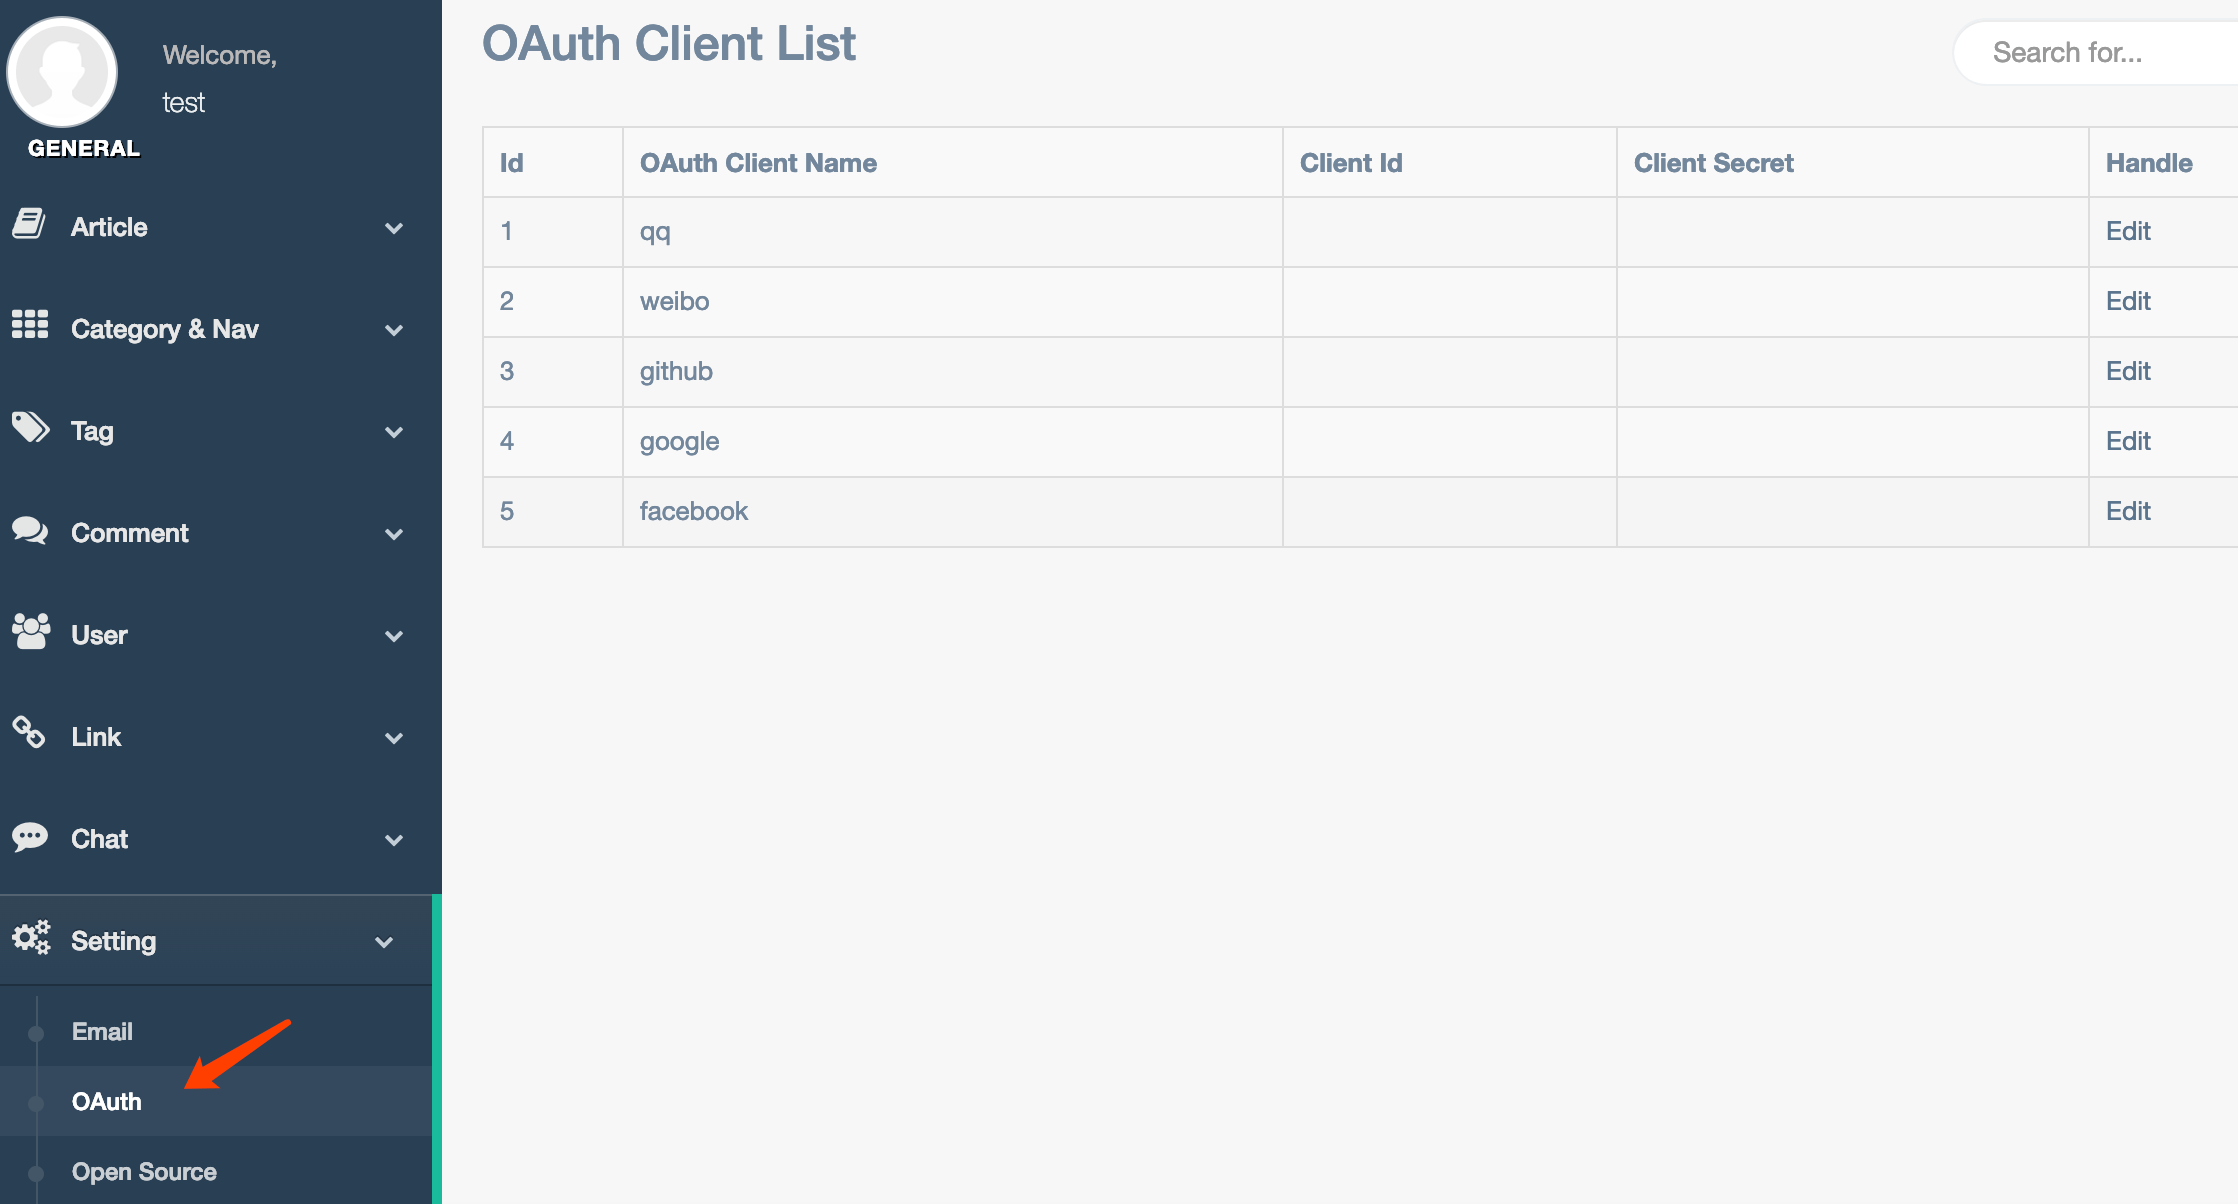 Welcome,
test
GENERAL
Article
Category & Nav
Tag
Comment
User
Link
Chat
Setting
Email
OAuth
Open Source
OAuth Client List
Search for...
Id OAuth Client Name Client Id Client Secret Handle
1 qq Edit
2 weibo Edit
3 github Edit
4 google Edit
5 facebook Edit